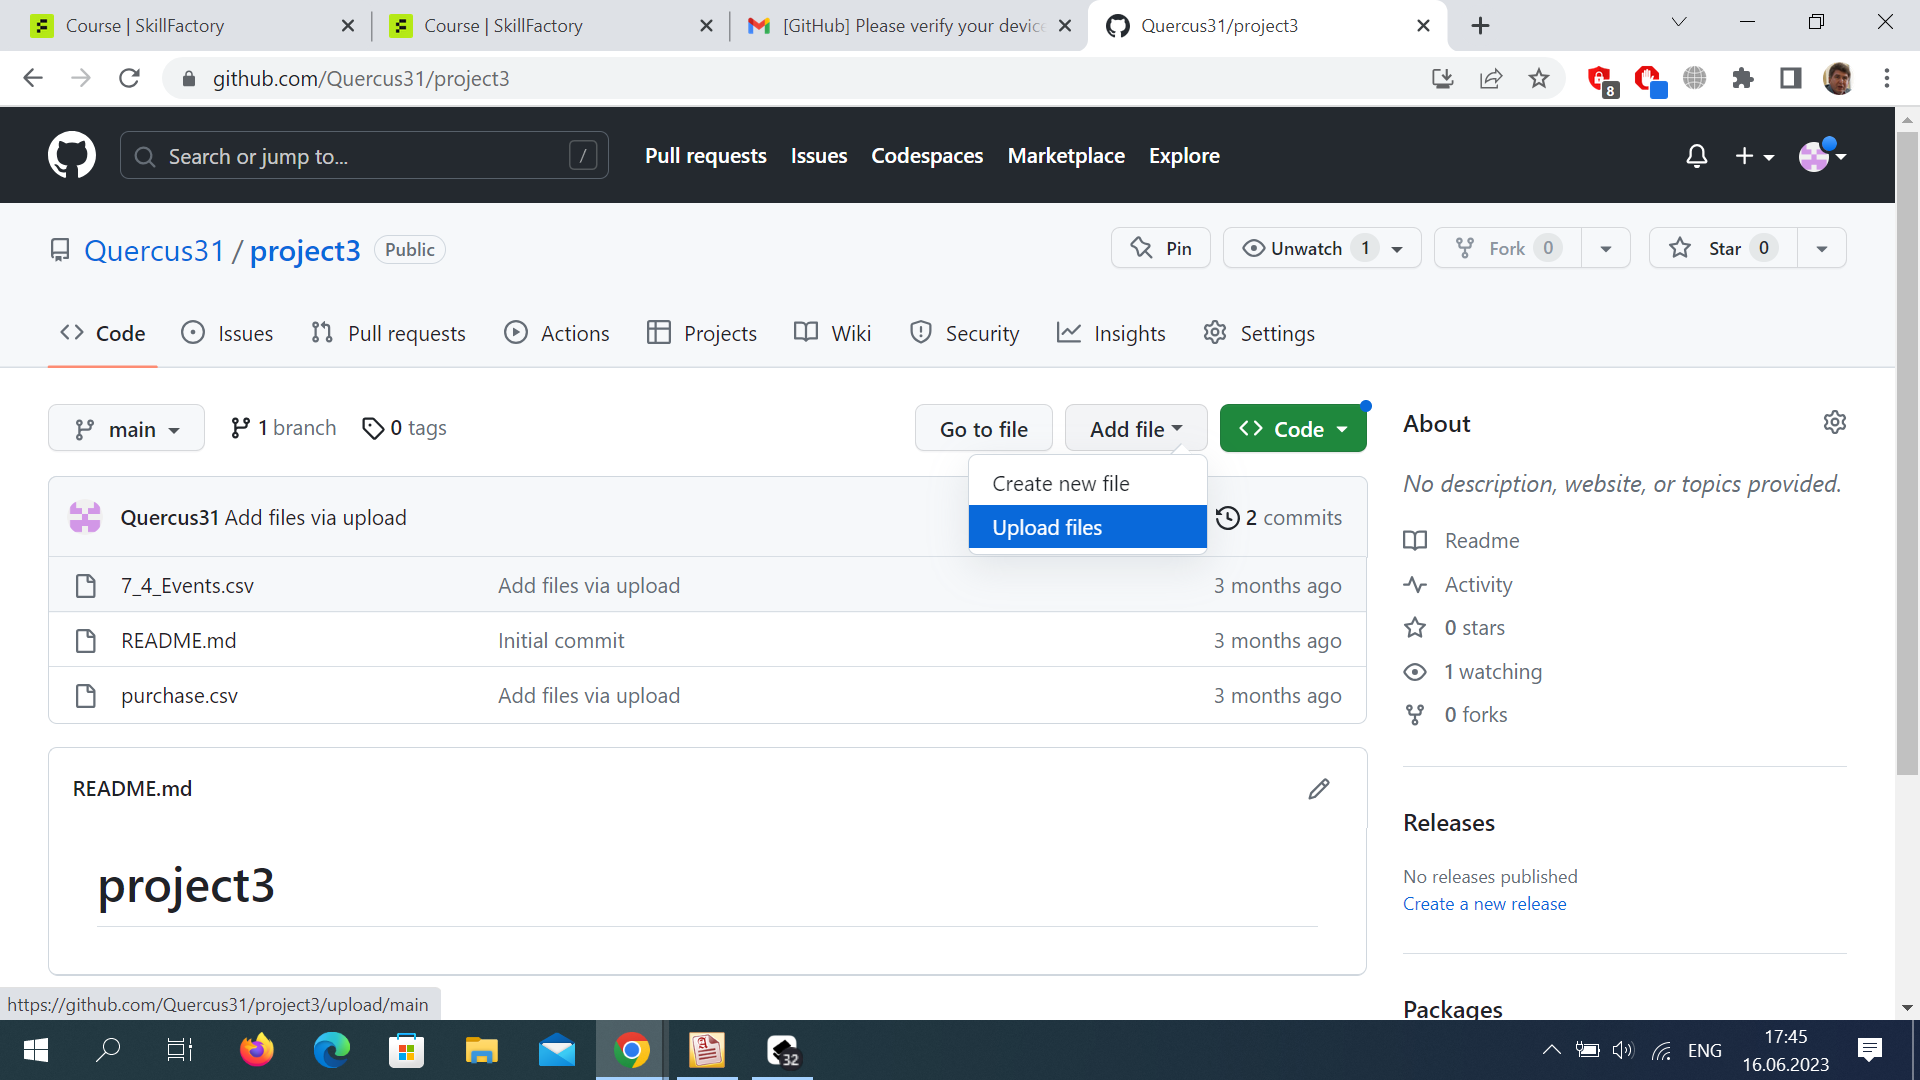 Course | SkillFactory
Course | SkillFactory
[GitHub] Please verify your device
Quercus31/project3
github.com/Quercus31/project3
8
Search or jump to...
/
Pull requests
Issues
Codespaces
Marketplace
Explore
Quercus31 / project3
Public
Pin
Unwatch 1
Fork 0
Star 0
Code
Issues
Pull requests
Actions
Projects
Wiki
Security
Insights
Settings
main
1 branch
0 tags
Go to file
Add file
Code
Create new file
Upload files
Quercus31 Add files via upload
2 commits
7_4_Events.csv
Add files via upload
3 months ago
README.md
Initial commit
3 months ago
purchase.csv
Add files via upload
3 months ago
README.md
project3
About
No description, website, or topics provided.
Readme
Activity
0 stars
1 watching
0 forks
Releases
No releases published
Create a new release
Packages
https://github.com/Quercus31/project3/upload/main
32
ENG
17:45
16.06.2023